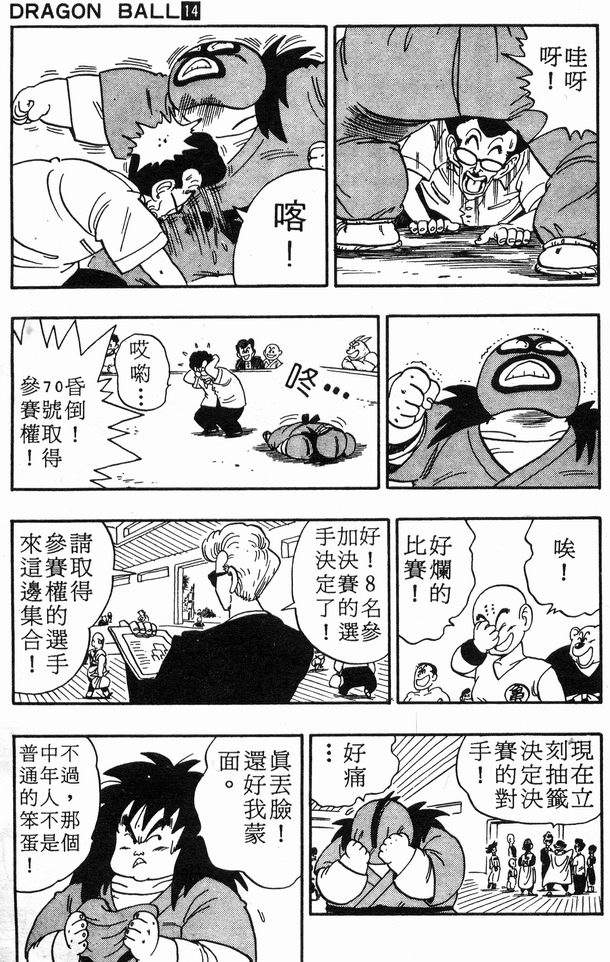 DRAGON BALL 14
哇呀
呀！
喀！
咚…
哎喲…
昏倒！
70號取得
參賽權！
唉！
好爛的
比賽！
好！8名參
加決賽的選
手決定了！
請取得
參賽權的選手
來這邊集合！
現在立
刻抽籤
決定決
賽的對
手！
好痛
…
眞丟臉！
還好我蒙
面。
不過，那個
中年人不是
普通的笨蛋！
龜